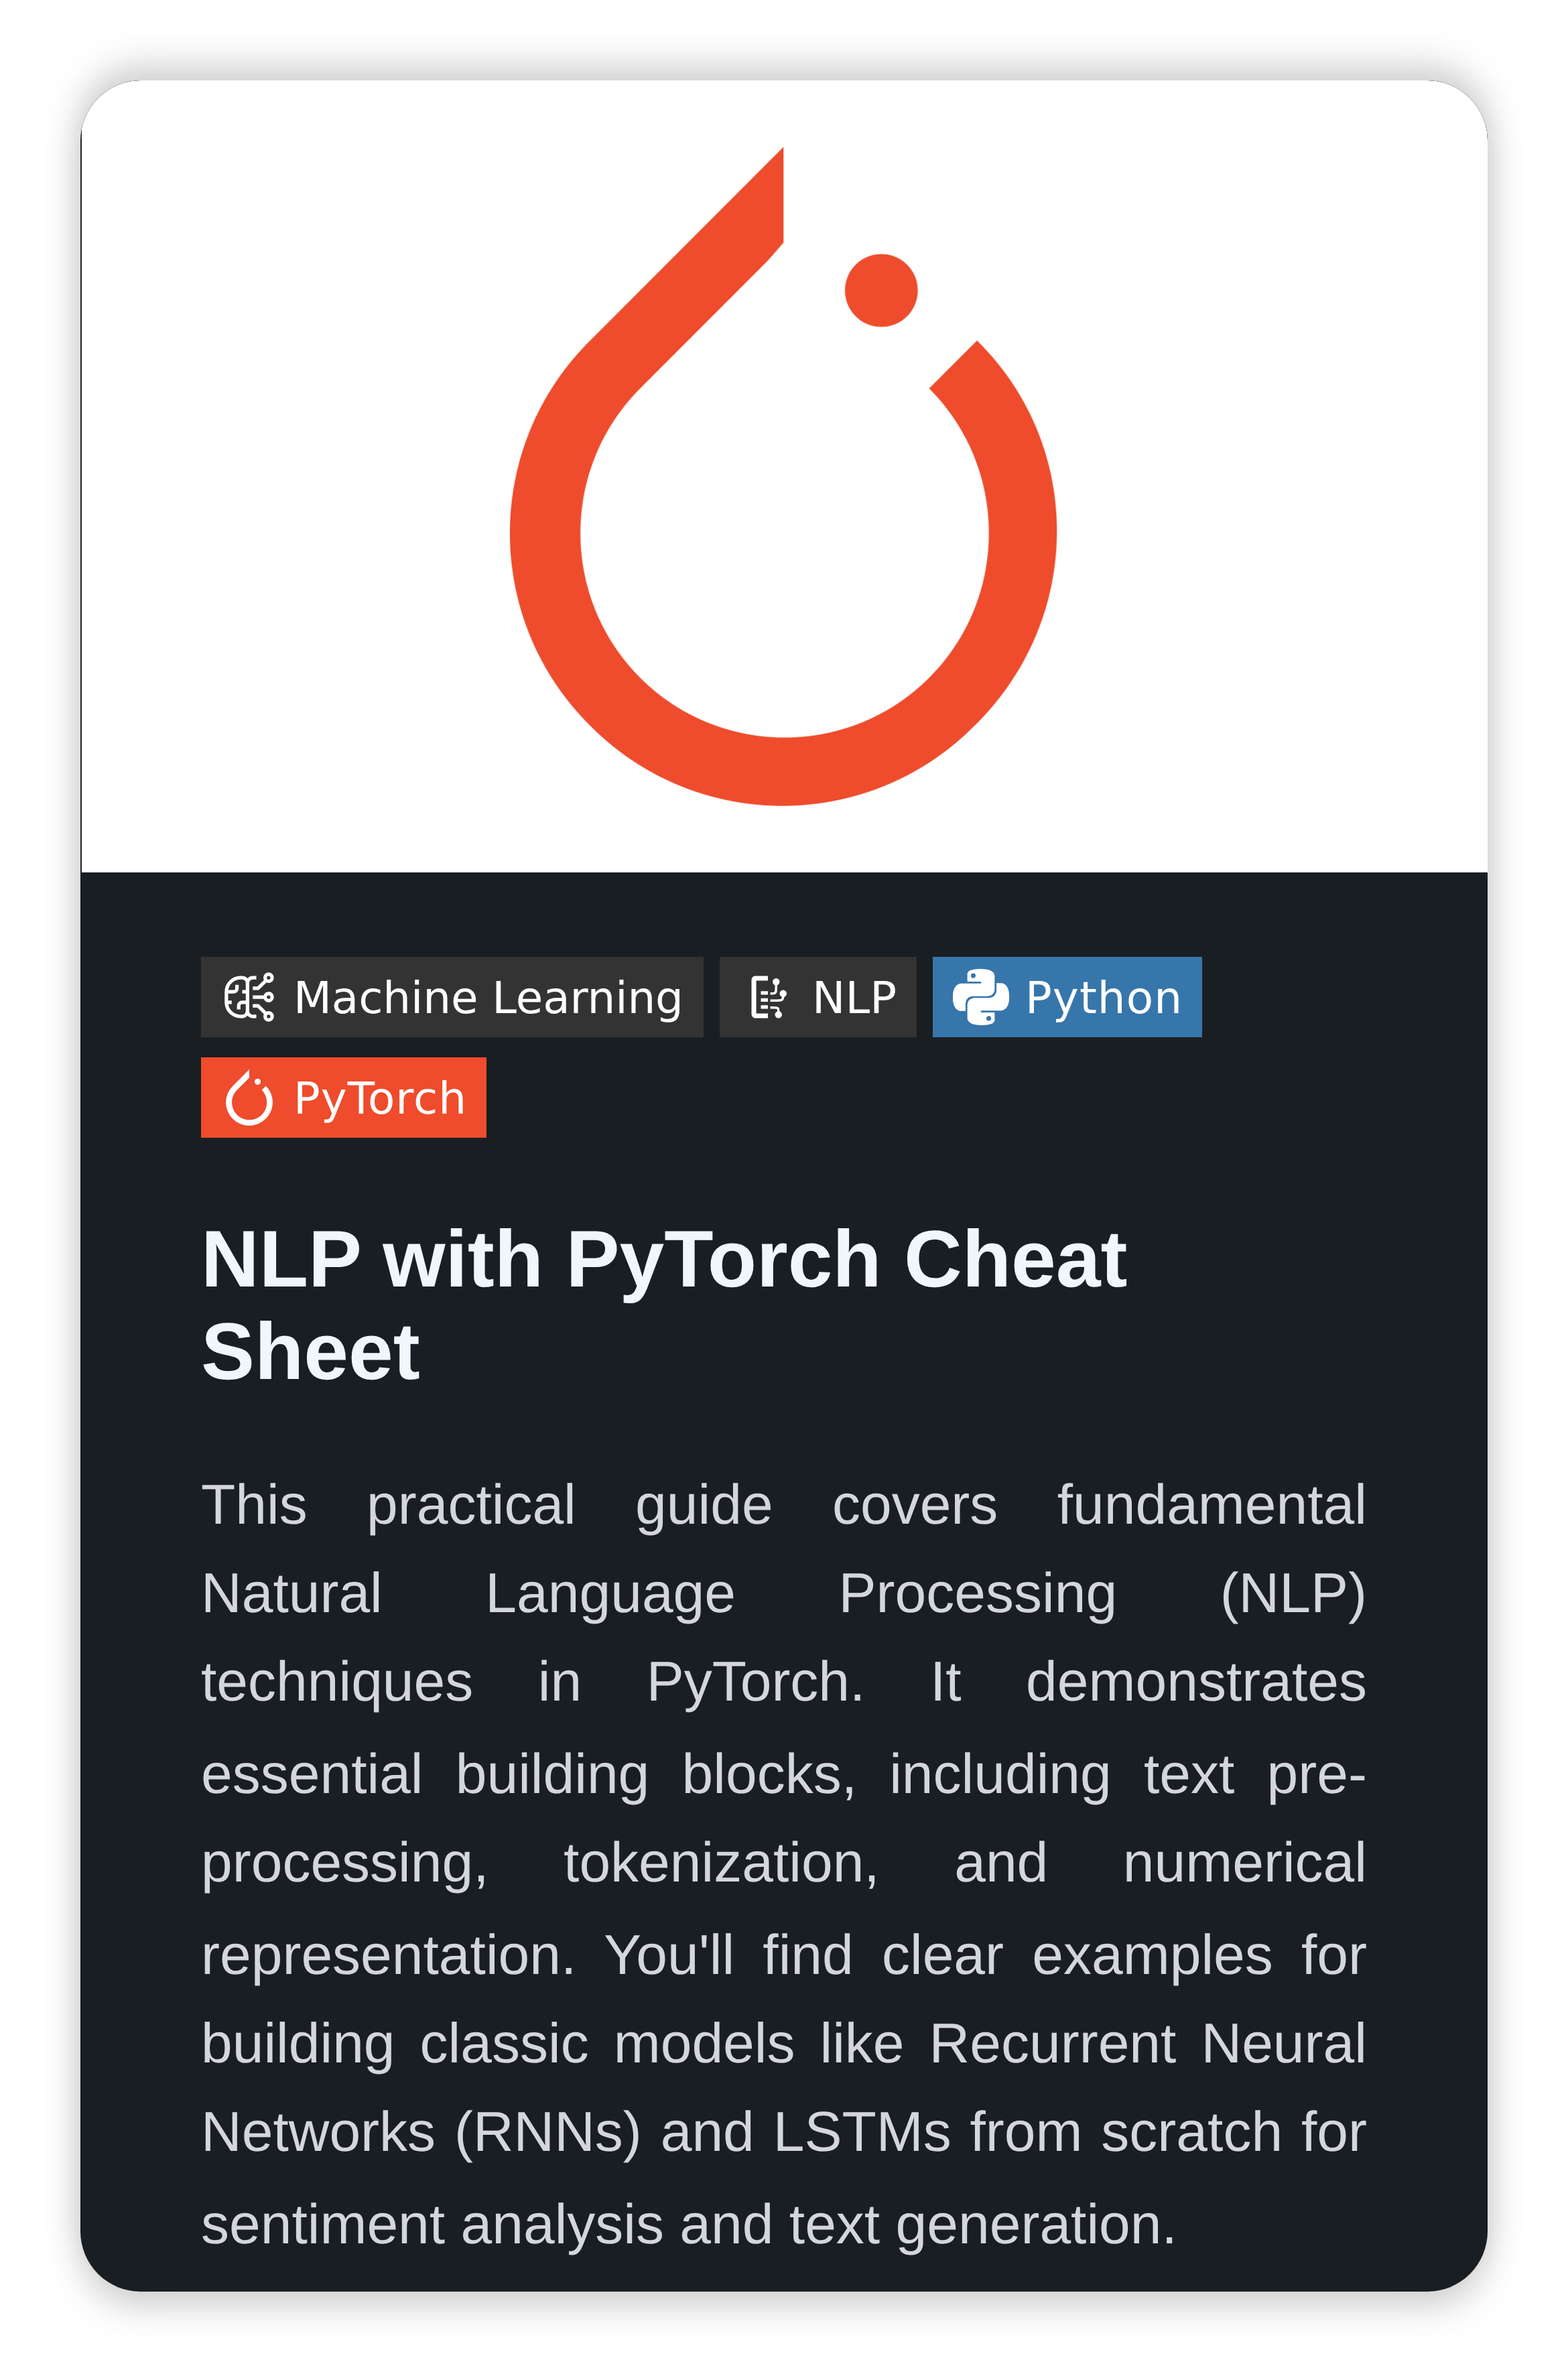 Machine Learning NLP Python
PyTorch
NLP with PyTorch Cheat
Sheet
This practical guide covers fundamental
Natural Language Processing (NLP)
techniques in PyTorch. It demonstrates
essential building blocks, including text pre-
processing, tokenization, and numerical
representation. You'll find clear examples for
building classic models like Recurrent Neural
Networks (RNNs) and LSTMs from scratch for
sentiment analysis and text generation.